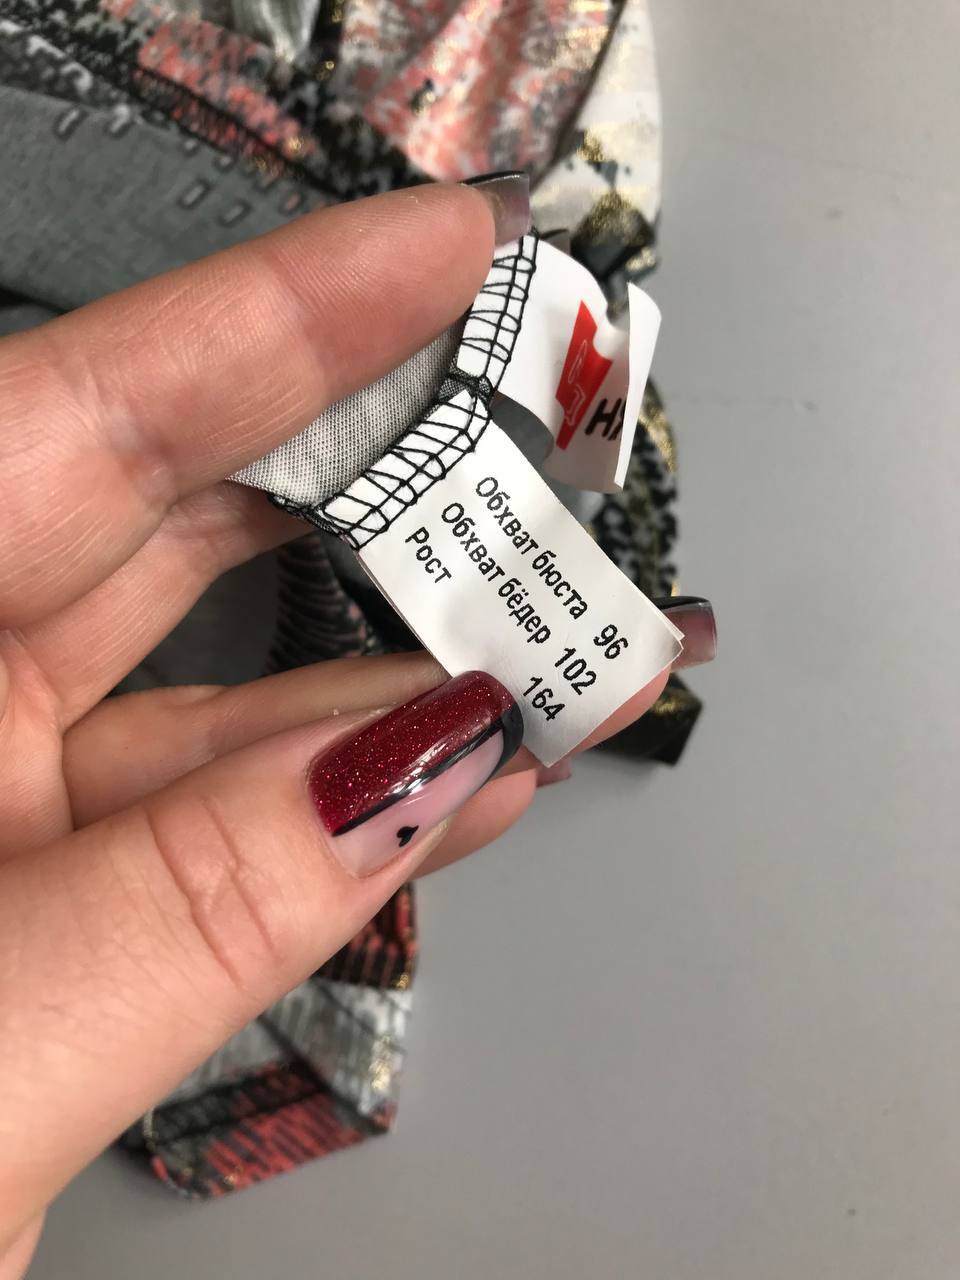 Обхват бюста 96
Обхват бёдер 102
Рост 164